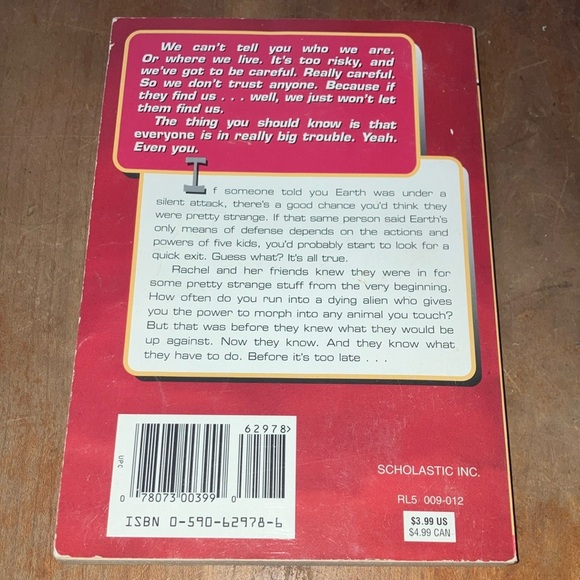 We can't tell you who we are.
Or where we live. It's too risky, and
we've got to be careful. Really careful.
So we don't trust anyone. Because if
they find us . . . well, we just won't let
them find us.
The thing you should know is that
everyone is in really big trouble. Yeah.
Even you.
If someone told you Earth was under a
silent attack, there's a good chance you'd think they
were pretty strange. If that same person said Earth's
only means of defense depends on the actions and
powers of five kids, you'd probably start to look for a
quick exit. Guess what? It's all true.
Rachel and her friends knew they were in for
some pretty strange stuff from the very beginning.
How often do you run into a dying alien who gives
you the power to morph into any animal you touch?
But that was before they knew what they would be
up against. Now they know. And they know what
they have to do. Before it's too late . . .
62978>
UPC
0 78073 00399 0
ISBN 0-590-62978-6
SCHOLASTIC INC.
RL5 009-012
$3.99 US
$4.99 CAN